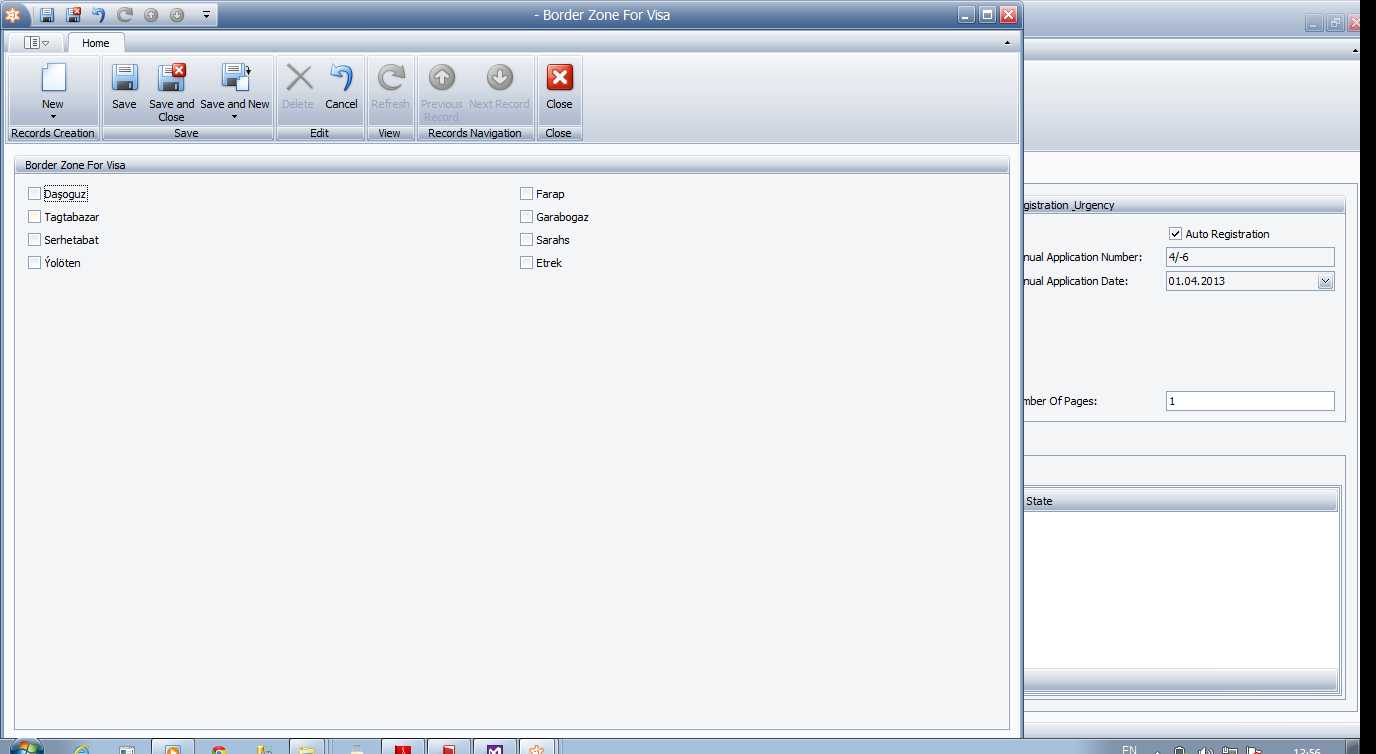 - Border Zone For Visa
Home
New
Save
Save and Close
Save and New
Delete
Cancel
Refresh
Previous Record
Next Record
Close
Records Creation
Save
Edit
View
Records Navigation
Close
Border Zone For Visa
Daşoguz
Farap
Tagtabazar
Garabogaz
Serhetabat
Sarahs
Ýolöten
Etrek
gistration _Urgency
Auto Registration
nual Application Number:
4/-6
nual Application Date:
01.04.2013
mber Of Pages:
1
State
EN
12:56